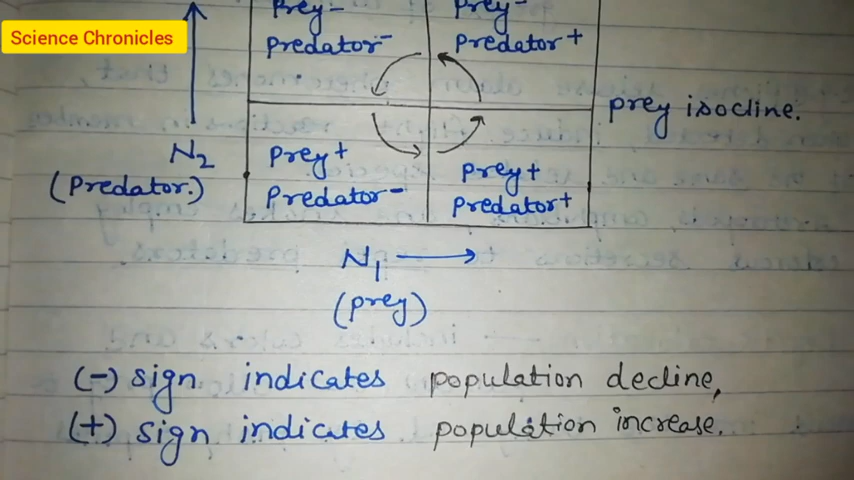 Science Chronicles
Prey- Prey-
Predator- Predator+
prey isocline.
N2
(Predator.)
Prey+ Prey+
Predator- Predator+
N1
(prey)
(-) sign indicates population decline,
(+) sign indicates population increase.